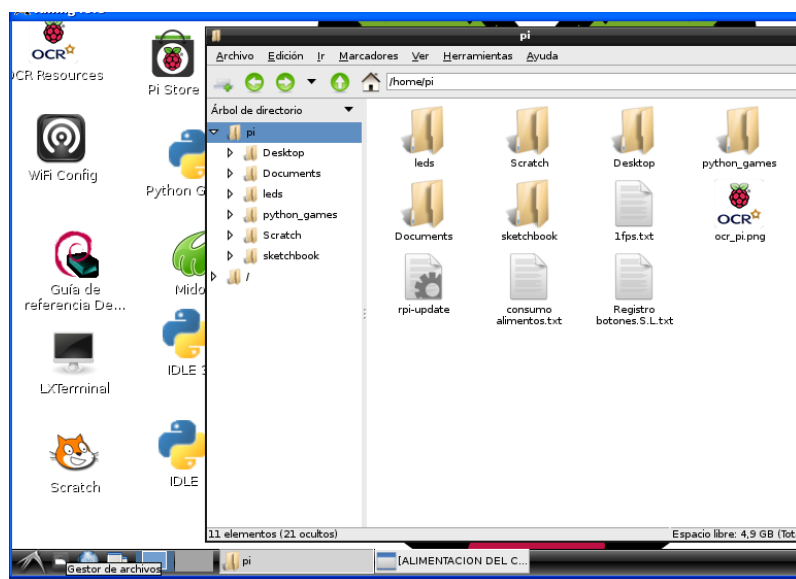 OCR
OCR Resources
Pi Store
WiFi Config
Python G
Guía de
referencia De...
Mido
LXTerminal
IDLE 3
Scratch
IDLE
pi
Archivo Edición Ir Marcadores Ver Herramientas Ayuda
/home/pi
Árbol de directorio
pi
Desktop
Documents
leds
python_games
Scratch
sketchbook
/
leds Scratch Desktop python_games
OCR
Documents sketchbook 1fps.txt ocr_pi.png
rpi-update consumo alimentos.txt Registro botones.S.L.txt
11 elementos (21 ocultos)
Espacio libre: 4,9 GB (Tot
Gestor de archivos
pi
[ALIMENTACION DEL C...